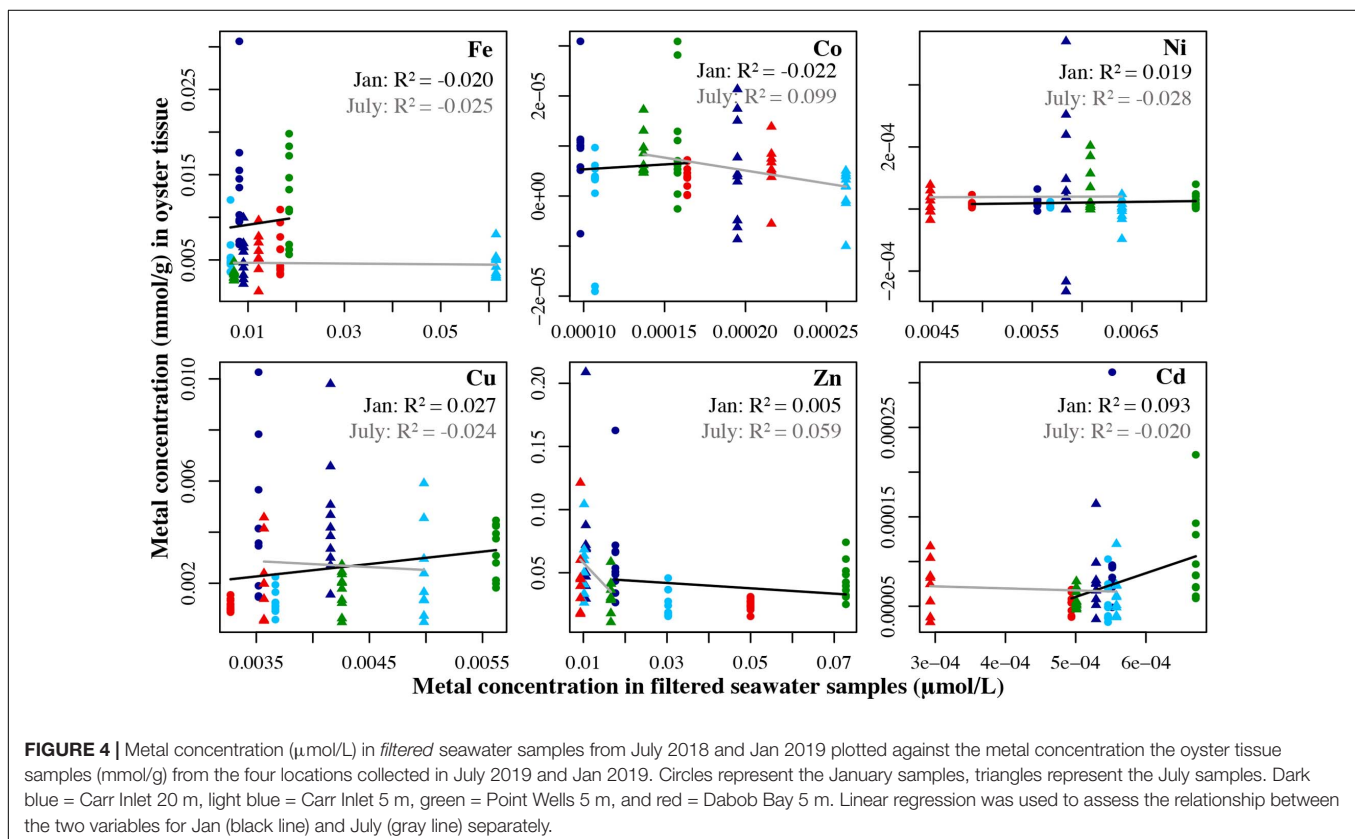 Fe
Jan: R² = -0.020
July: R² = -0.025
0.005
0.015
0.025
0.01
0.03
0.05
Co
Jan: R² = -0.022
July: R² = 0.099
−2e−05
0e+00
2e−05
0.00010
0.00015
0.00020
0.00025
Ni
Jan: R² = 0.019
July: R² = -0.028
−2e−04
2e−04
0.0045
0.0055
0.0065
Cu
Jan: R² = 0.027
July: R² = -0.024
0.002
0.006
0.010
0.0035
0.0045
0.0055
Zn
Jan: R² = 0.005
July: R² = 0.059
0.05
0.10
0.15
0.20
0.01
0.03
0.05
0.07
Cd
Jan: R² = 0.093
July: R² = -0.020
0.00005
0.00015
0.00025
3e−04
4e−04
5e−04
6e−04
Metal concentration (mmol/g) in oyster tissue
Metal concentration in filtered seawater samples (μmol/L)
FIGURE 4 | Metal concentration (μmol/L) in filtered seawater samples from July 2018 and Jan 2019 plotted against the metal concentration the oyster tissue
samples (mmol/g) from the four locations collected in July 2019 and Jan 2019. Circles represent the January samples, triangles represent the July samples. Dark
blue = Carr Inlet 20 m, light blue = Carr Inlet 5 m, green = Point Wells 5 m, and red = Dabob Bay 5 m. Linear regression was used to assess the relationship between
the two variables for Jan (black line) and July (gray line) separately.